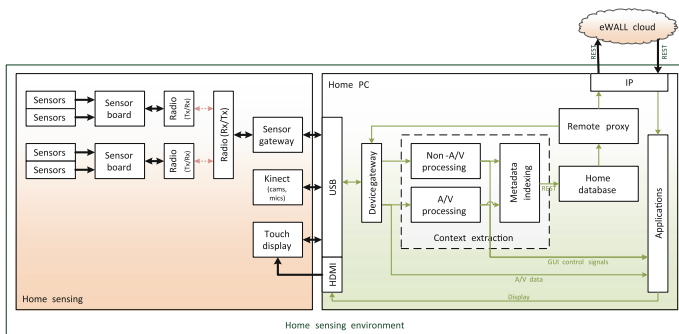 eWALL cloud
REST
REST
Home PC
IP
Sensors
Sensors
Sensor
board
Radio
(Tx/Rx)
Radio (Rx/Tx)
Sensor
gateway
Sensors
Sensors
Sensor
board
Radio
(Tx/Rx)
Kinect
(cams,
mics)
Touch
display
USB
HDMI
Device gateway
Non -A/V
processing
A/V
processing
Metadata
indexing
Context extraction
REST
Remote proxy
Home
database
Applications
GUI control signals
A/V data
Display
Home sensing
Home sensing environment